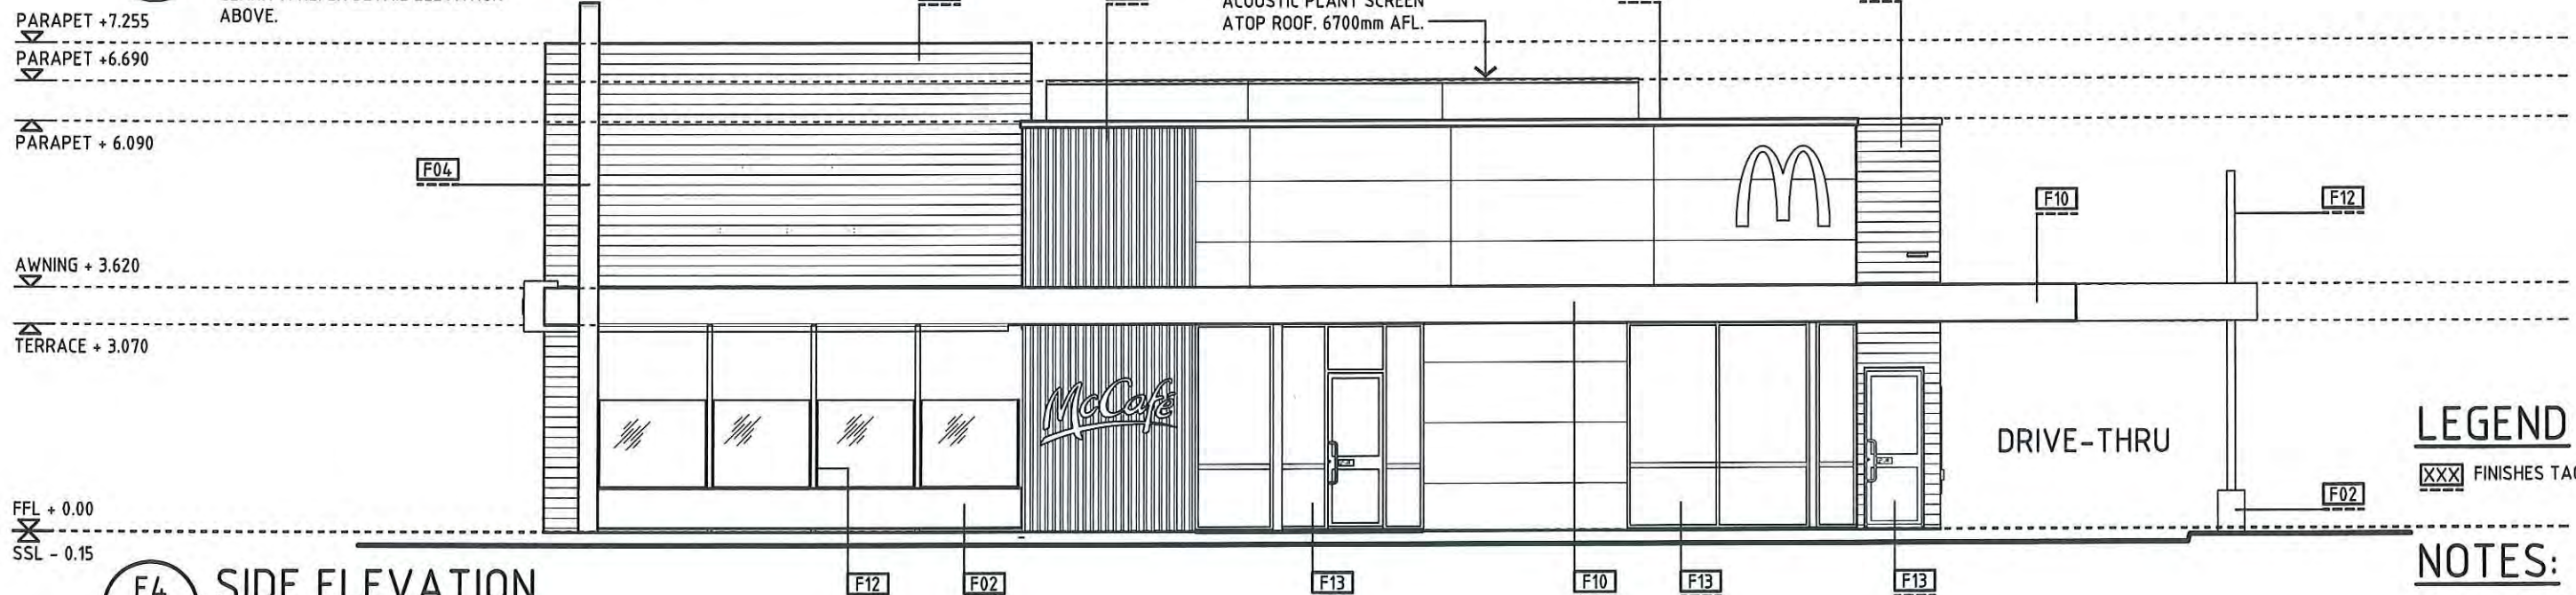 ABOVE.
ACOUSTIC PLANT SCREEN
ATOP ROOF. 6700mm AFL.
PARAPET +7.255
PARAPET +6.690
PARAPET + 6.090
F04
F10
F12
AWNING + 3.620
TERRACE + 3.070
McCafé
DRIVE-THRU
LEGEND
XXX FINISHES TA
F02
FFL + 0.00
SSL - 0.15
NOTES:
E4 SIDE ELEVATION
F12
F02
F13
F10
F13
F13